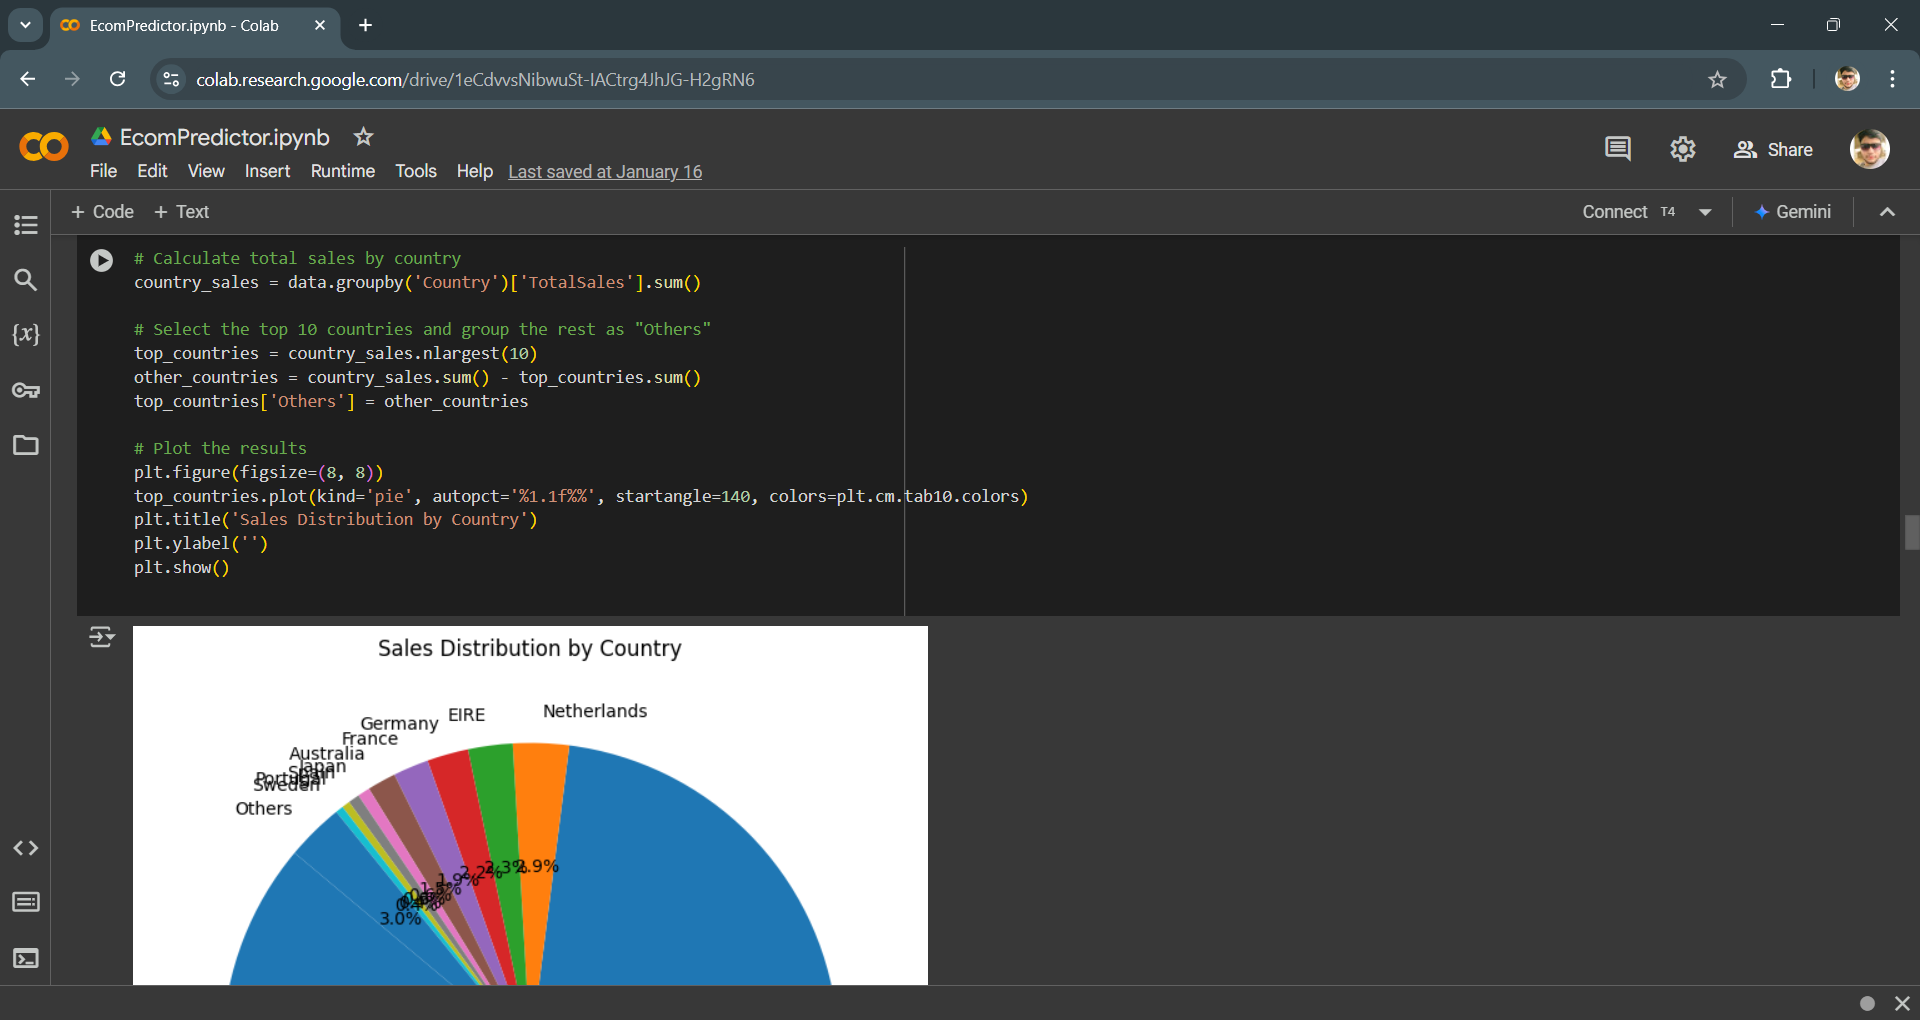 EcomPredictor.ipynb - Colab
colab.research.google.com/drive/1eCdvvsNibwuSt-IACtrg4JhJG-H2gRN6
EcomPredictor.ipynb
File Edit View Insert Runtime Tools Help Last saved at January 16
Share
+ Code + Text
Connect T4
Gemini
# Calculate total sales by country
country_sales = data.groupby('Country')['TotalSales'].sum()
# Select the top 10 countries and group the rest as "Others"
top_countries = country_sales.nlargest(10)
other_countries = country_sales.sum() - top_countries.sum()
top_countries['Others'] = other_countries
# Plot the results
plt.figure(figsize=(8, 8))
top_countries.plot(kind='pie', autopct='%1.1f%%', startangle=140, colors=plt.cm.tab10.colors)
plt.title('Sales Distribution by Country')
plt.ylabel('')
plt.show()
Sales Distribution by Country
Netherlands
EIRE
Germany
France
Australia
Japan
Spain
Portugal
Sweden
Others
2.9%
2.3%
2.2%
1.9%
0.4%
3.0%